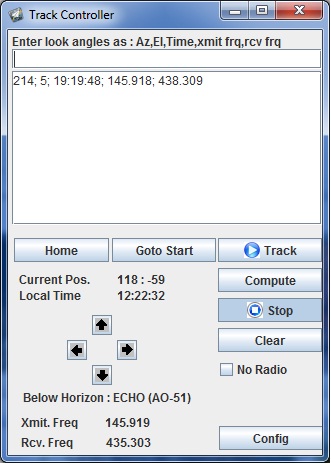 Track Controller
Enter look angles as : Az,El,Time,xmit frq,rcv frq
214; 5; 19:19:48; 145.918; 438.309
Home
Goto Start
Track
Current Pos. 118 : -59
Compute
Local Time 12:22:32
Stop
Clear
No Radio
Below Horizon : ECHO (AO-51)
Xmit. Freq 145.919
Rcv. Freq 435.303
Config